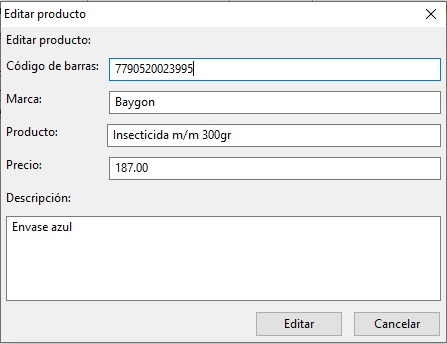 Editar producto
Editar producto:
Código de barras: 7790520023995
Marca: Baygon
Producto: Insecticida m/m 300gr
Precio: 187.00
Descripción:
Envase azul
Editar Cancelar